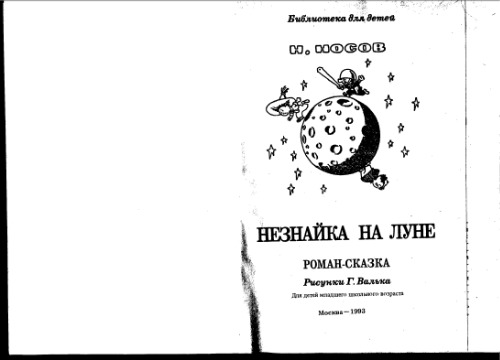 Библиотека для детей
Н. НОСОВ
НЕЗНАЙКА НА ЛУНЕ
РОМАН-СКАЗКА
Рисунки Г. Валька
Для детей младшего школьного возраста
Москва — 1993